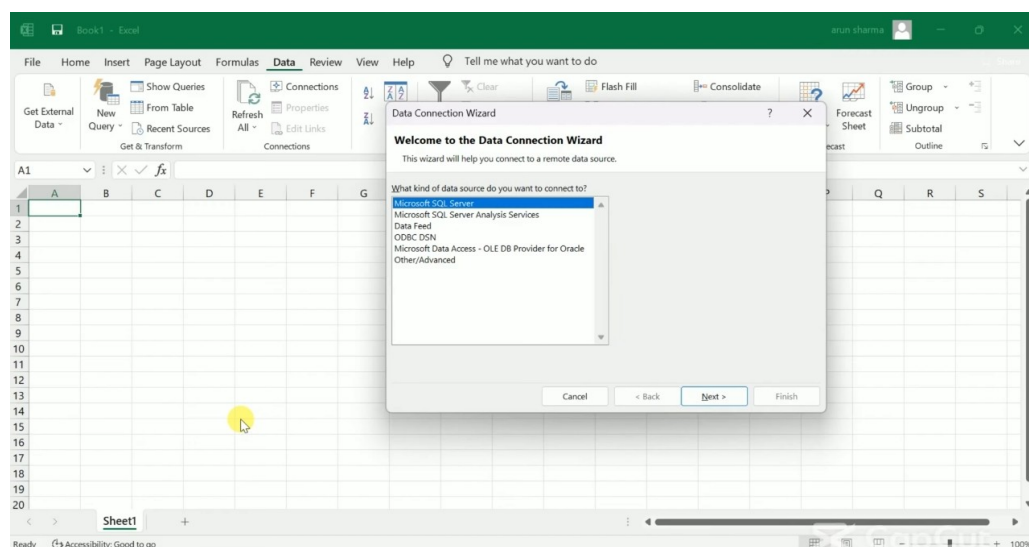 Book1 - Excel
arun sharma
File Home Insert Page Layout Formulas Data Review View Help Tell me what you want to do
Get External Data
New Query
Show Queries
From Table
Recent Sources
Get & Transform
Refresh All
Connections
Properties
Edit Links
Connections
Clear
Flash Fill
Consolidate
Forecast Sheet
ecast
Group
Ungroup
Subtotal
Outline
A1
fx
A B C D E F G Q R S
1
2
3
4
5
6
7
8
9
10
11
12
13
14
15
16
17
18
19
20
Data Connection Wizard
Welcome to the Data Connection Wizard
This wizard will help you connect to a remote data source.
What kind of data source do you want to connect to?
Microsoft SQL Server
Microsoft SQL Server Analysis Services
Data Feed
ODBC DSN
Microsoft Data Access - OLE DB Provider for Oracle
Other/Advanced
Cancel < Back Next > Finish
Sheet1
Ready Accessibility: Good to go
CapCut
100%